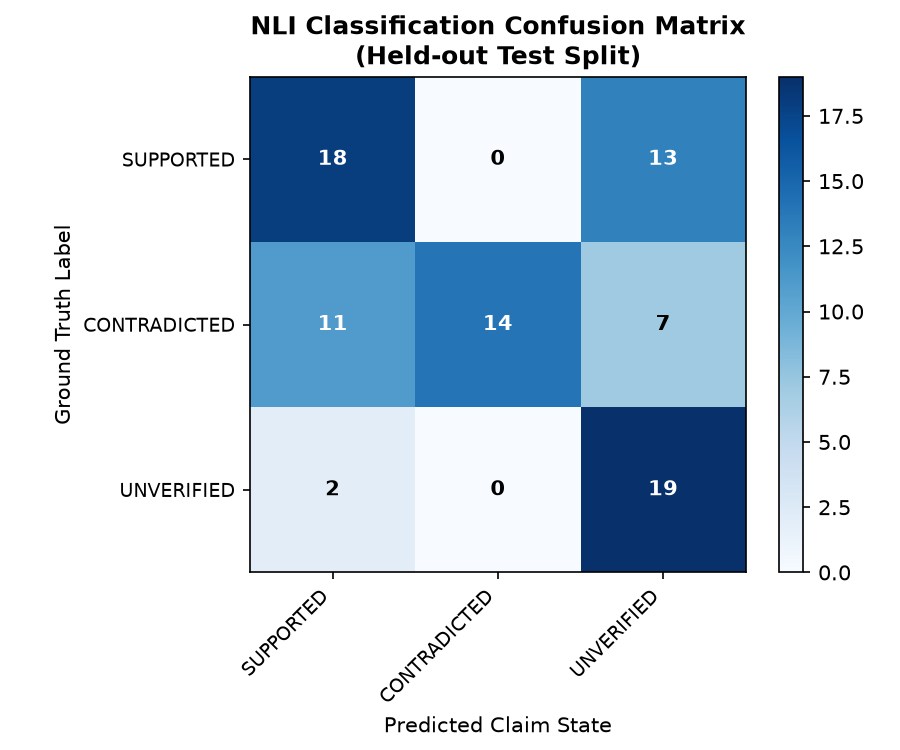 NLI Classification Confusion Matrix
(Held-out Test Split)
Ground Truth Label
SUPPORTED
18 0 13
CONTRADICTED
11 14 7
UNVERIFIED
2 0 19
SUPPORTED
CONTRADICTED
UNVERIFIED
Predicted Claim State
17.5
15.0
12.5
10.0
7.5
5.0
2.5
0.0